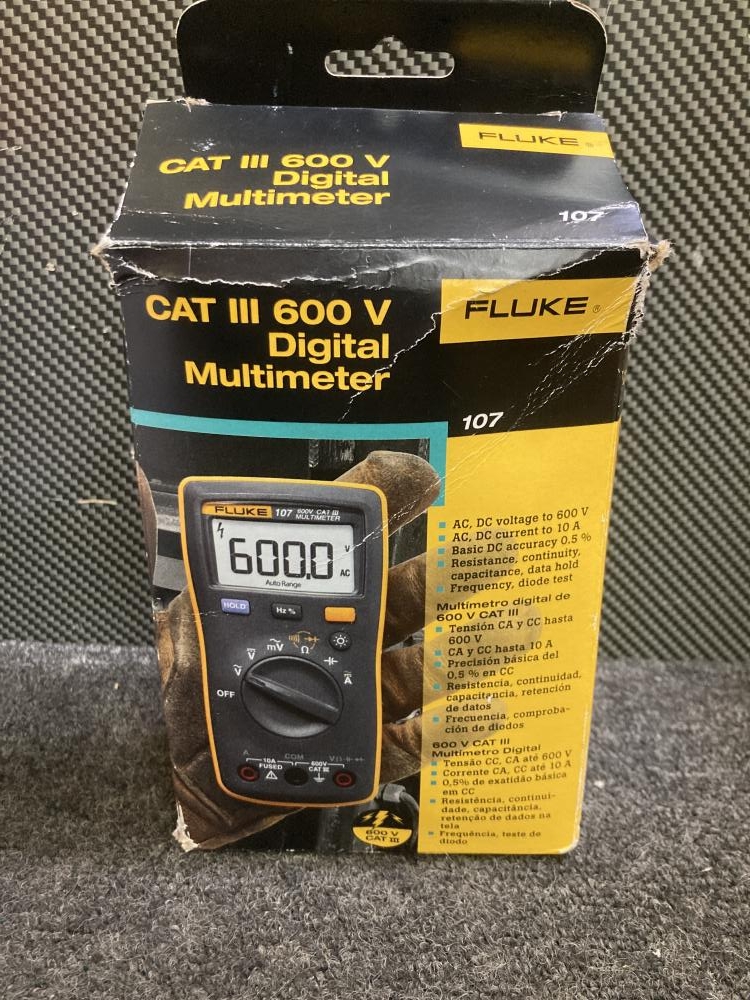 FLUKE ®
CAT III 600 V
Digital
Multimeter
107
CAT III 600 V
Digital
Multimeter
FLUKE ®
107
FLUKE 107 600V CAT III
MULTIMETER
600.0 V
AC
Auto Range
HOLD
Hz %
mV
Ω
V
V
A
OFF
A
COM
VΩ
10A
FUSED
600V
CAT III
600 V
CAT III
AC, DC voltage to 600 V
AC, DC current to 10 A
Basic DC accuracy 0.5 %
Resistance, continuity,
capacitance, data hold
Frequency, diode test
Multímetro digital de
600 V CAT III
Tensión CA y CC hasta
600 V
CA y CC hasta 10 A
Precisión básica del
0,5 % en CC
Resistencia, continuidad,
capacitancia, retención
de datos
Frecuencia, comproba-
ción de diodos
600 V CAT III
Multímetro Digital
Tensão CC, CA até 600 V
Corrente CA, CC até 10 A
0,5% de exatidão básica
em CC
Resistência, continui-
dade, capacitância,
retenção de dados na
tela
Frequência, teste de
diodo